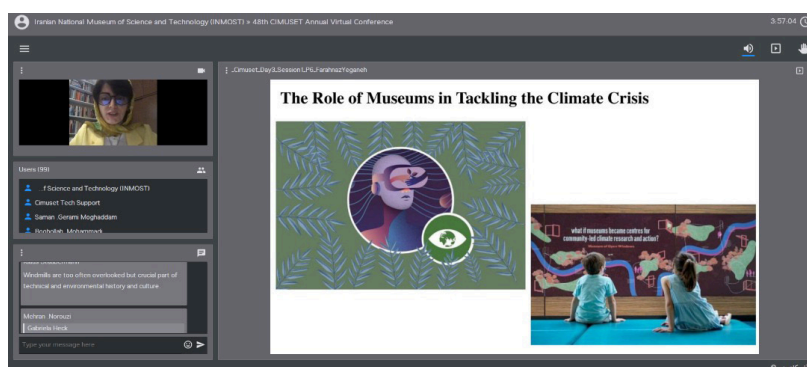 Iranian National Museum of Science and Technology (INMOST) » 48th CIMUSET Annual Virtual Conference
3:57:04
_Cimuset_Day3_Session1_P6_FarahnazYeganeh
Users (99)
...f Science and Technology (INMOST)
Cimuset Tech Support
Saman .Gerami Moghaddam
Windmills are too often overlooked but crucial part of
technical and environmental history and culture
Mehran .Norouzi
Gabriela Heck
Type your message here
The Role of Museums in Tackling the Climate Crisis
what if museums became centres for
community-led climate research and action?